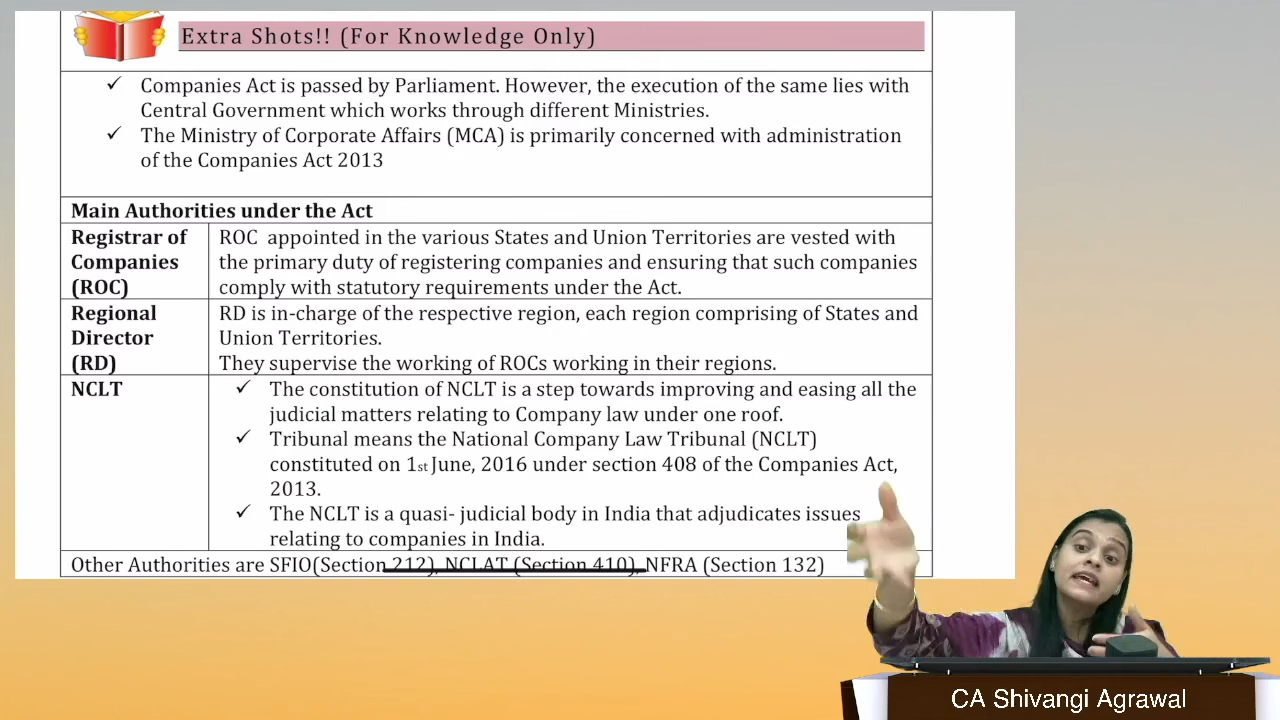 Extra Shots!! (For Knowledge Only)
✓ Companies Act is passed by Parliament. However, the execution of the same lies with
Central Government which works through different Ministries.
✓ The Ministry of Corporate Affairs (MCA) is primarily concerned with administration
of the Companies Act 2013
Main Authorities under the Act
Registrar of
Companies
(ROC)
ROC appointed in the various States and Union Territories are vested with
the primary duty of registering companies and ensuring that such companies
comply with statutory requirements under the Act.
Regional
Director
(RD)
RD is in-charge of the respective region, each region comprising of States and
Union Territories.
They supervise the working of ROCs working in their regions.
NCLT
✓ The constitution of NCLT is a step towards improving and easing all the
judicial matters relating to Company law under one roof.
✓ Tribunal means the National Company Law Tribunal (NCLT)
constituted on 1st June, 2016 under section 408 of the Companies Act,
2013.
✓ The NCLT is a quasi- judicial body in India that adjudicates issues
relating to companies in India.
Other Authorities are SFIO(Section 212), NCLAT (Section 410), NFRA (Section 132)
CA Shivangi Agrawal